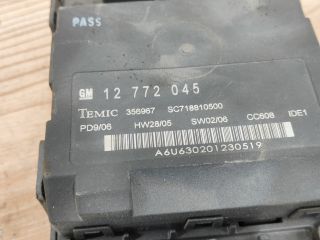 PASS
GM 12 772 045
TEMIC 356967 SC718810500
PD9/06 HW28/05 SW02/06 CC608 IDE1
A6U630201230519